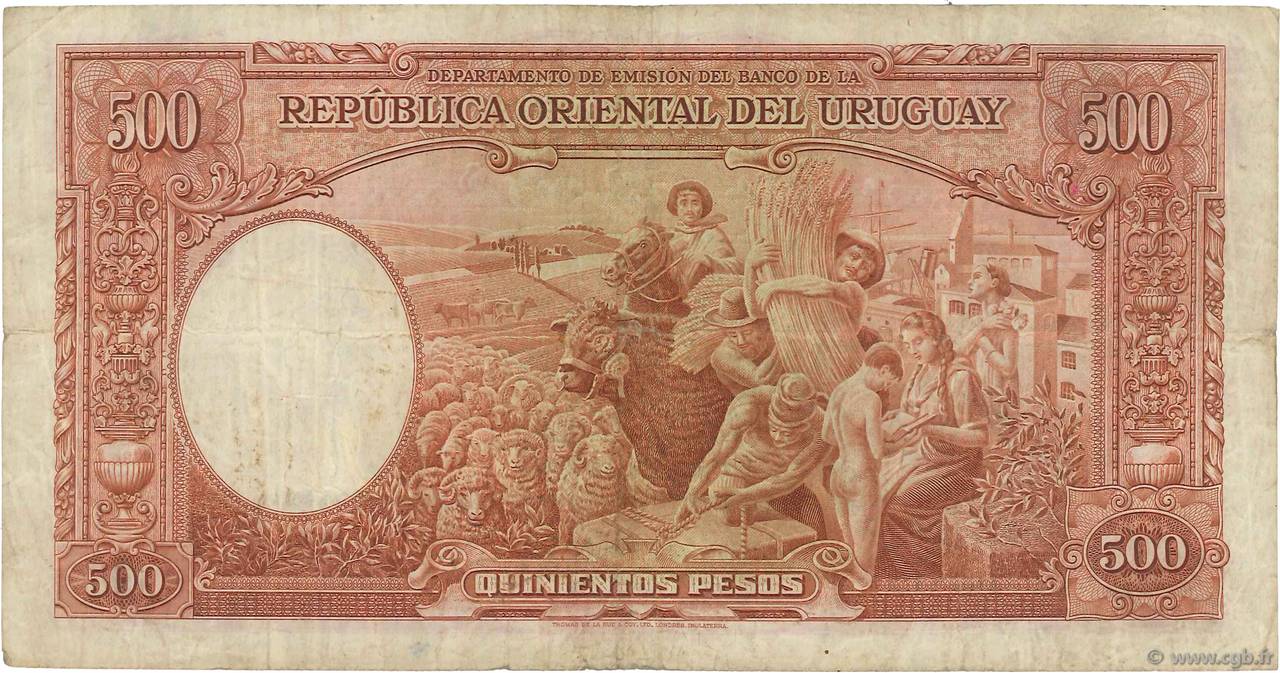 DEPARTAMENTO DE EMISIÓN DEL BANCO DE LA
REPÚBLICA ORIENTAL DEL URUGUAY
500
500
500
QUINIENTOS PESOS
500
THOMAS DE LA RUE & COY. LTD. LONDRES. INGLATERRA.
© www.cgb.fr